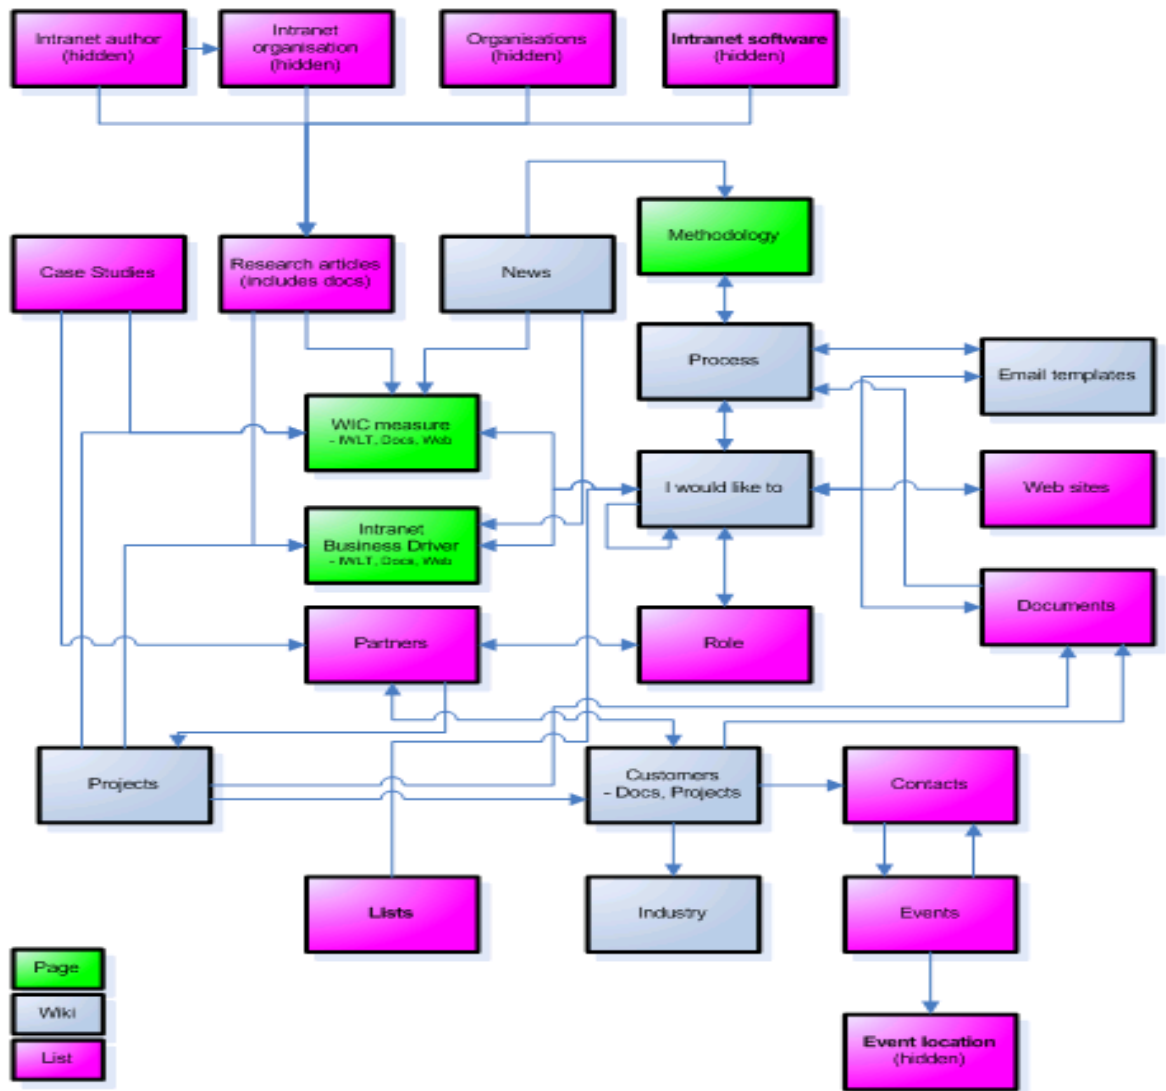 Intranet author
(hidden)
Intranet
organisation
(hidden)
Organisations
(hidden)
Intranet software
(hidden)
Methodology
Case Studies
Research articles
(includes docs)
News
Process
Email templates
WIC measure
- IWLT, Docs, Web
I would like to
Web sites
Intranet
Business Driver
- IWLT, Docs, Web
Documents
Partners
Role
Projects
Customers
- Docs, Projects
Contacts
Lists
Industry
Events
Page
Wiki
List
Event location
(hidden)